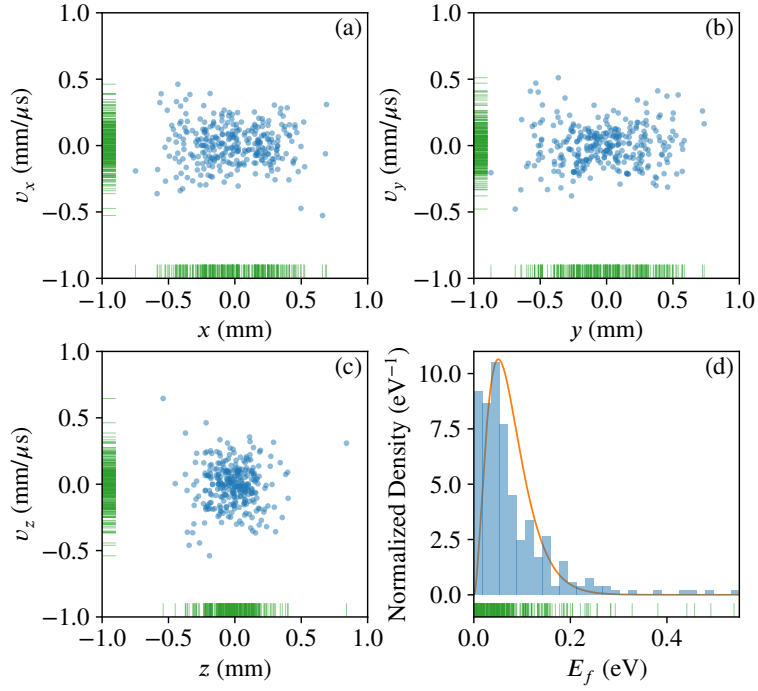 (a)
1.0
0.5
0.0
−0.5
−1.0
v_x (mm/μs)
−1.0 −0.5 0.0 0.5 1.0
x (mm)
(b)
1.0
0.5
0.0
−0.5
−1.0
v_y (mm/μs)
−1.0 −0.5 0.0 0.5 1.0
y (mm)
(c)
1.0
0.5
0.0
−0.5
−1.0
v_z (mm/μs)
−1.0 −0.5 0.0 0.5 1.0
z (mm)
(d)
10.0
7.5
5.0
2.5
0.0
Normalized Density (eV⁻¹)
0.0 0.2 0.4
E_f (eV)